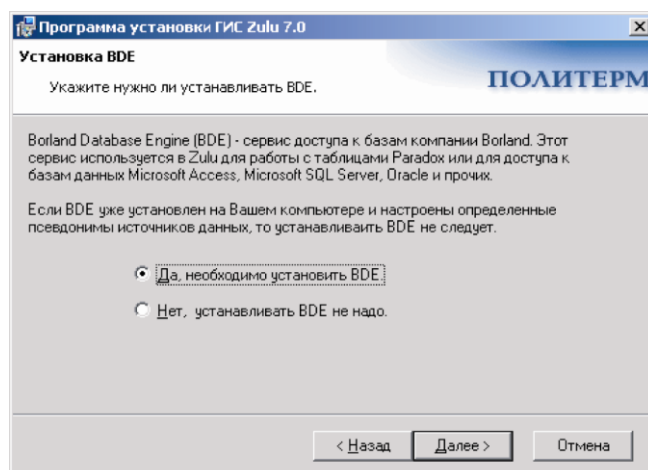 Программа установки ГИС Zulu 7.0
Установка BDE
Укажите нужно ли устанавливать BDE.
ПОЛИТЕРМ
Borland Database Engine (BDE) - сервис доступа к базам компании Borland. Этот
сервис используется в Zulu для работы с таблицами Paradox или для доступа к
базам данных Microsoft Access, Microsoft SQL Server, Oracle и прочих.
Если BDE уже установлен на Вашем компьютере и настроены определенные
псевдонимы источников данных, то устанавливаить BDE не следует.
Да, необходимо установить BDE.
Нет, устанавливать BDE не надо.
< Назад
Далее >
Отмена